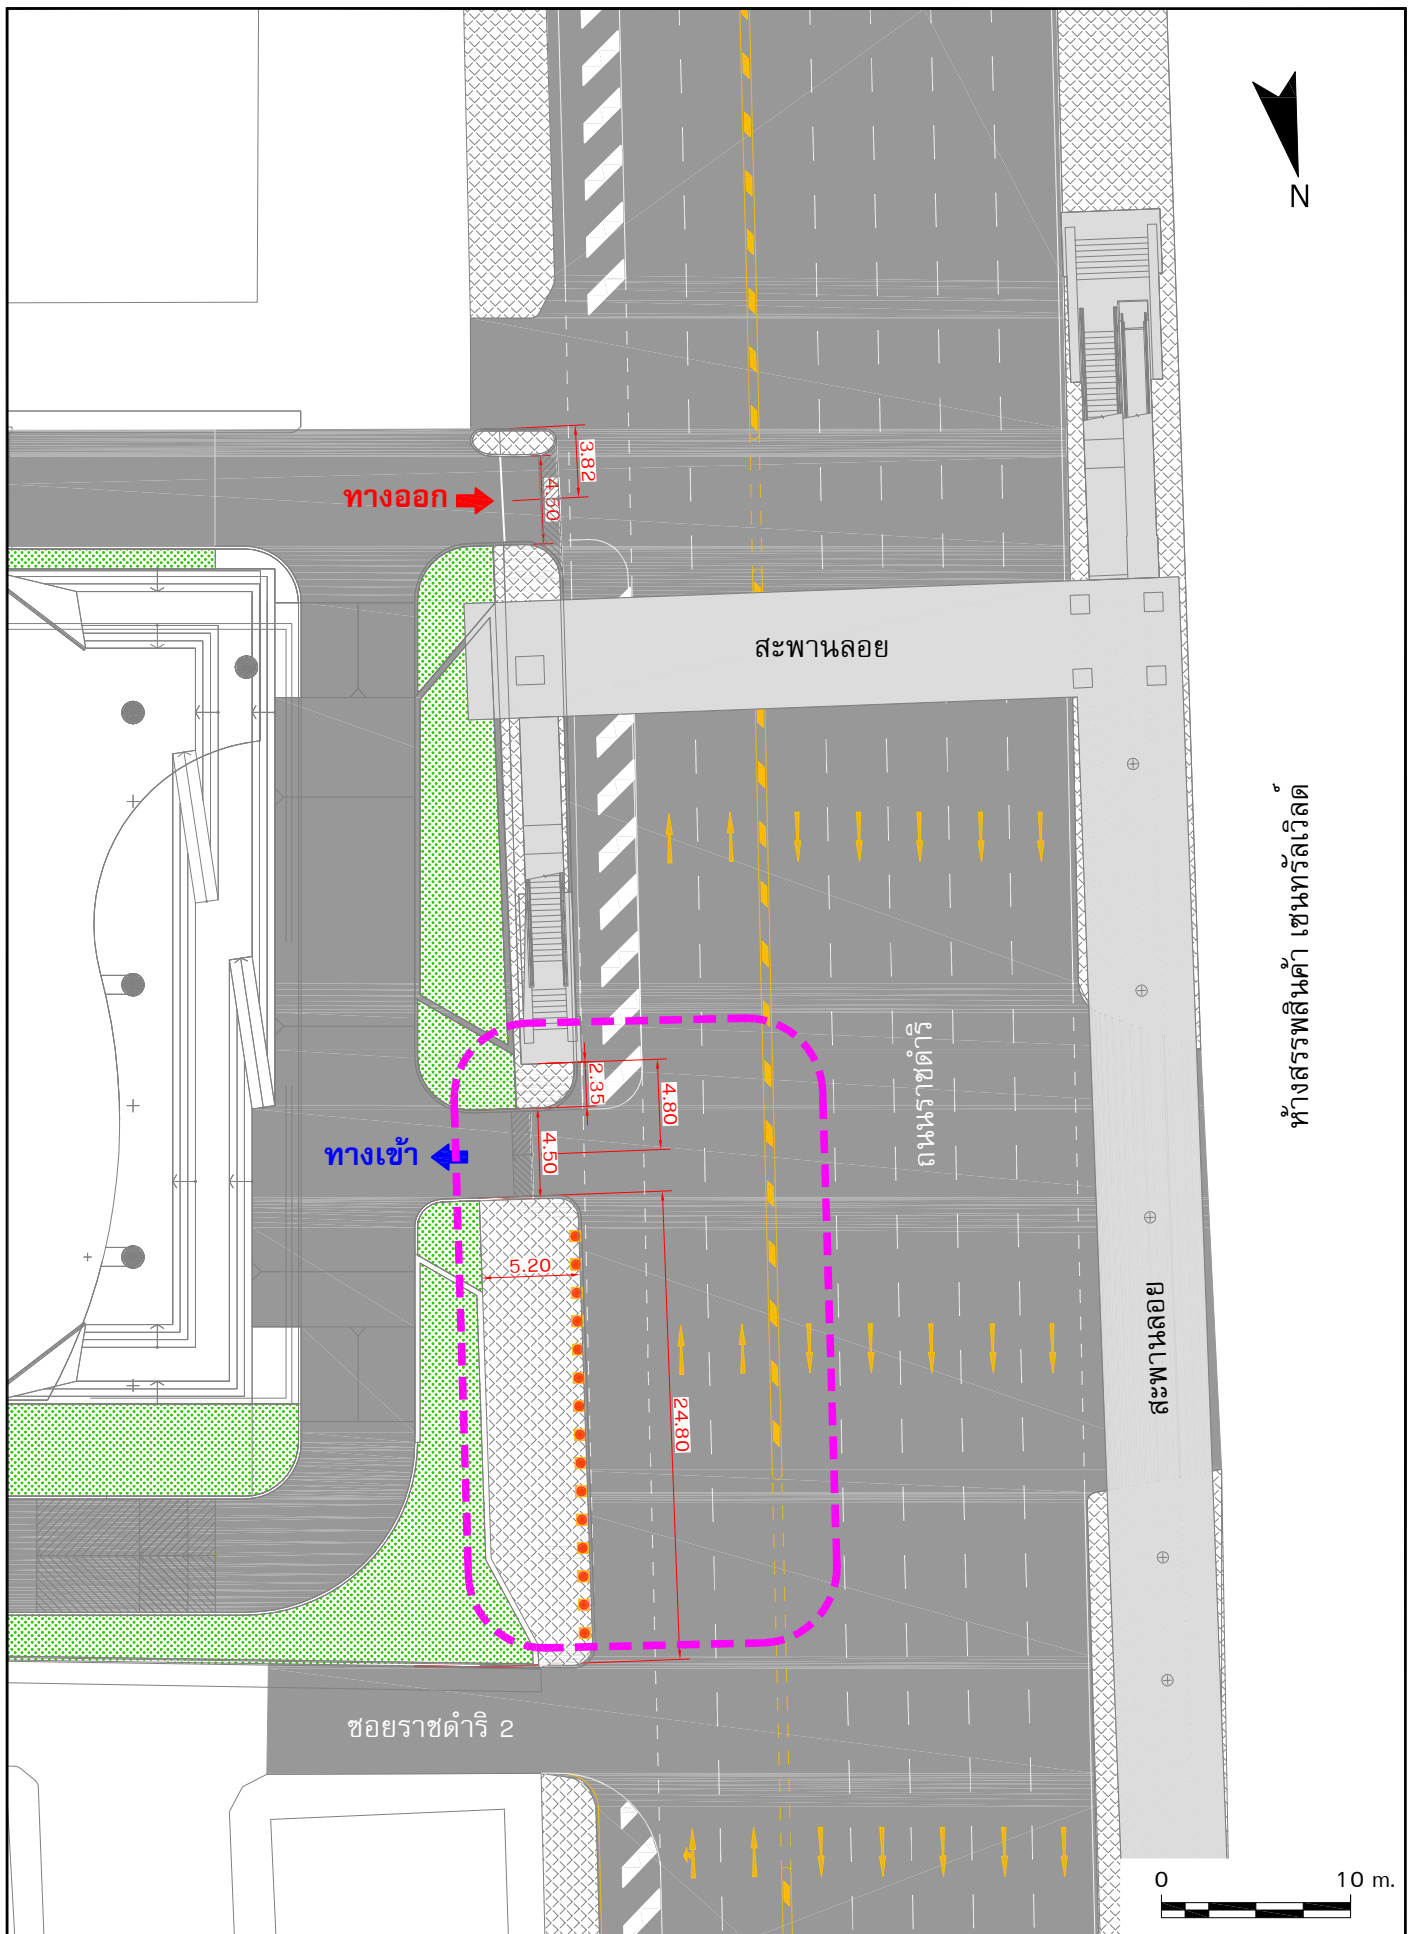 N
3.82
4.50
ทางออก
สะพานลอย
ห้างสรรพสินค้า เซนทรัลเวิลด์
ถนนราชดำริ
2.35
4.80
4.50
ทางเข้า
5.20
24.80
สะพานลอย
ซอยราชดำริ 2
0 10 m.